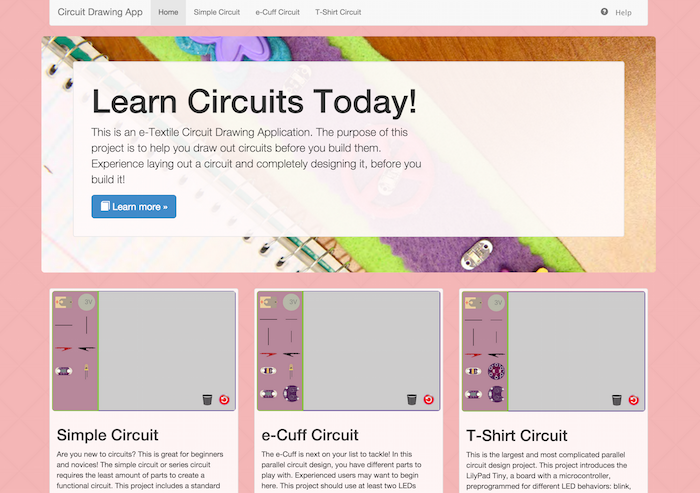 Circuit Drawing App Home Simple Circuit e-Cuff Circuit T-Shirt Circuit Help
Learn Circuits Today!
This is an e-Textile Circuit Drawing Application. The purpose of this
project is to help you draw out circuits before you build them.
Experience laying out a circuit and completely designing it, before you
build it!
Learn more »
3V
3V
3V
Simple Circuit
Are you new to circuits? This is great for beginners
and novices! The simple circuit or series circuit
requires the least amount of parts to create a
functional circuit. This project includes a standard
e-Cuff Circuit
The e-Cuff is next on your list to tackle! In this
parallel circuit design, you have different parts to
play with. Experienced users may want to begin
here. This project should use at least two LEDs
T-Shirt Circuit
This is the largest and most complicated parallel
circuit design project. This project introduces the
LilyPad Tiny, a board with a microcontroller,
preprogrammed for different LED behaviors: blink,